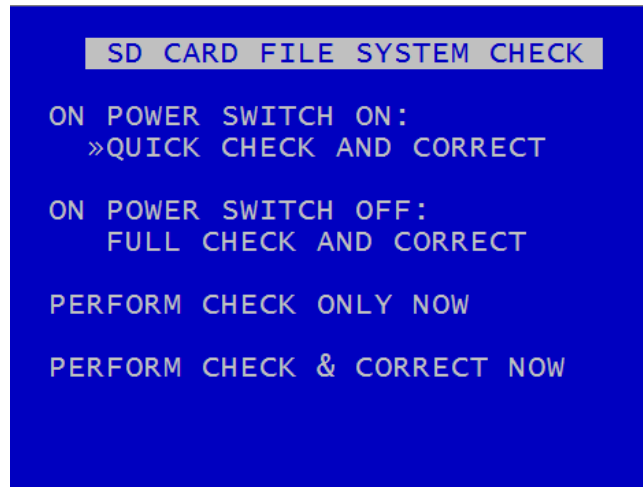 SD CARD FILE SYSTEM CHECK
ON POWER SWITCH ON:
»QUICK CHECK AND CORRECT
ON POWER SWITCH OFF:
FULL CHECK AND CORRECT
PERFORM CHECK ONLY NOW
PERFORM CHECK & CORRECT NOW